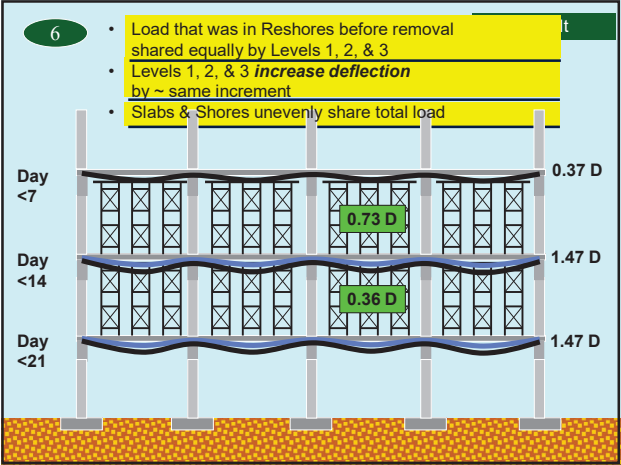 6
• Load that was in Reshores before removal
shared equally by Levels 1, 2, & 3
• Levels 1, 2, & 3 increase deflection
by ~ same increment
• Slabs & Shores unevenly share total load
Day
<7
0.37 D
0.73 D
Day
<14
1.47 D
0.36 D
Day
<21
1.47 D